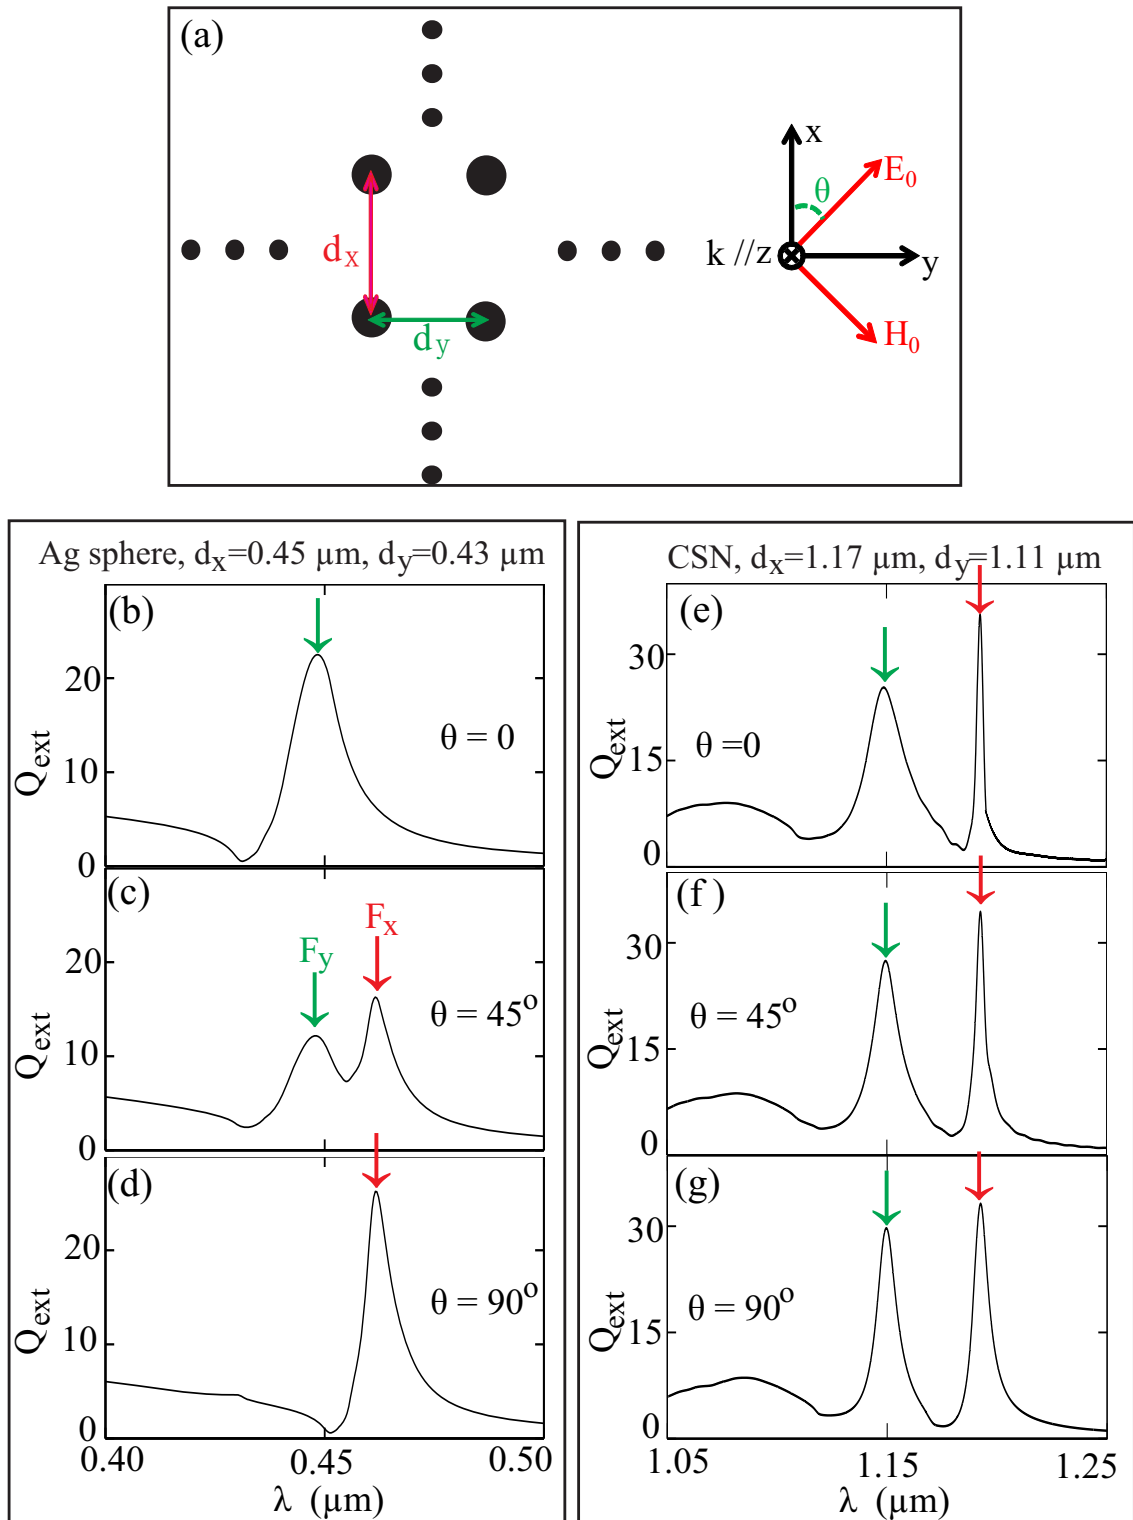 (a)
x
E0
θ
k //z
y
H0
dx
dy
Ag sphere, dx=0.45 µm, dy=0.43 µm
(b)
20
10
0
Qext
θ = 0
(c)
Fx
Fy
20
10
0
Qext
θ = 45o
(d)
20
10
0
Qext
θ = 90o
0.40
0.45
0.50
λ (µm)
CSN, dx=1.17 µm, dy=1.11 µm
(e)
30
15
0
Qext
θ =0
(f)
30
15
0
Qext
θ = 45o
(g)
30
15
0
Qext
θ = 90o
1.05
1.15
1.25
λ (µm)